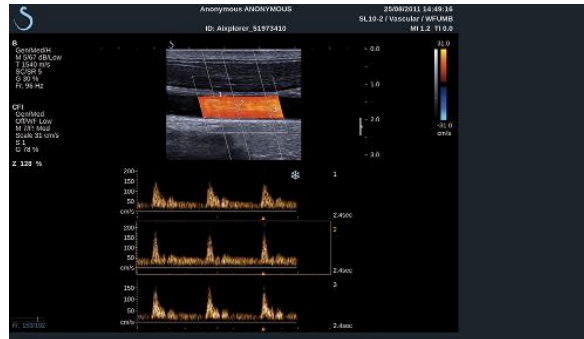 Anonymous ANONYMOUS
25/08/2011 14:49:16
SL10-2 / Vascular / WFUMB
ID: Aixplorer_51973410
MI 1.2 TI 0.0
B
Gen/Med/H
M 5/67 dB/Low
T 1540 m/s
SC/SR 5
G 30 %
Fr. 96 Hz
CFI
Gen/Med
Off/WF Low
Scale 31 cm/s
S 1
G 78 %
Z 128 %
S
1
0.0
1.0
2.0
3.0
31.0
-31.0
cm/s
200
150
100
50
cm/s
1
2.4sec
200
150
100
50
cm/s
2
2.4sec
150
100
50
cm/s
3
2.4sec